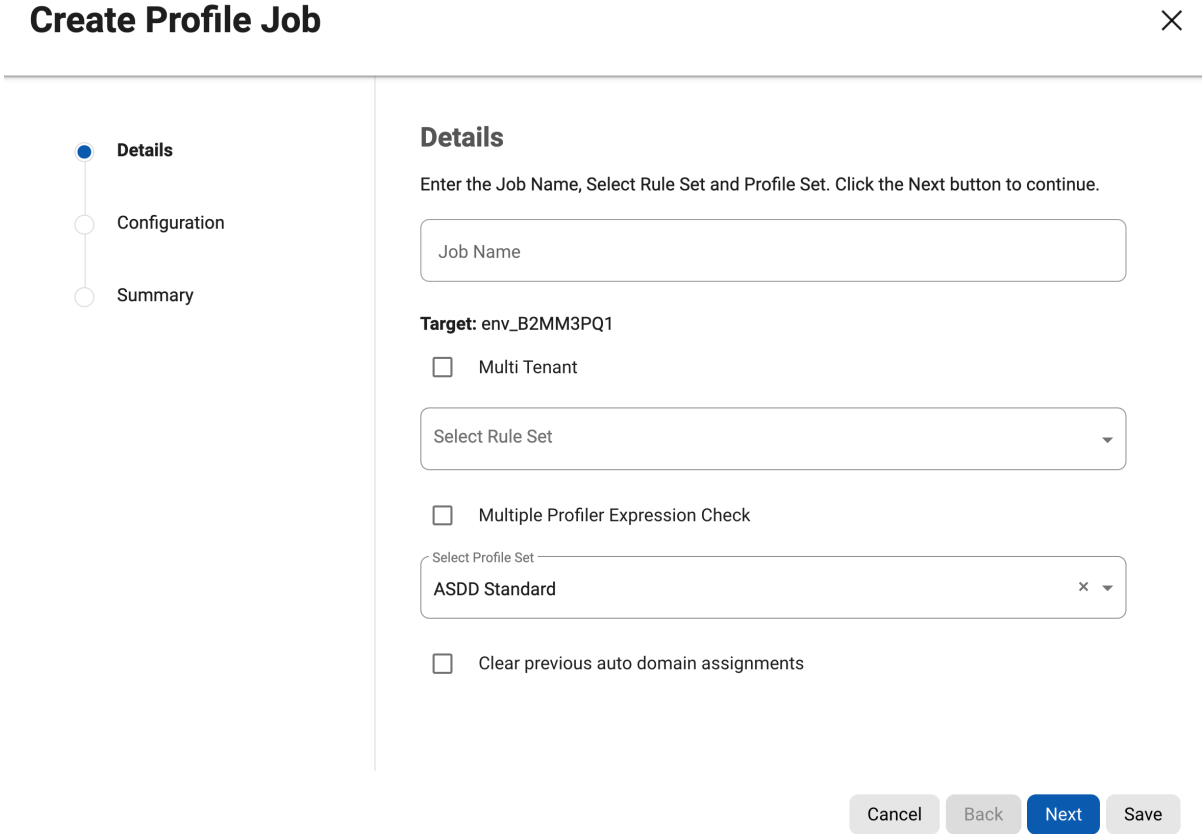 Create Profile Job
Details
Configuration
Summary
Details
Enter the Job Name, Select Rule Set and Profile Set. Click the Next button to continue.
Job Name
Target: env_B2MM3PQ1
Multi Tenant
Select Rule Set
Multiple Profiler Expression Check
Select Profile Set
ASDD Standard
Clear previous auto domain assignments
Cancel Back Next Save